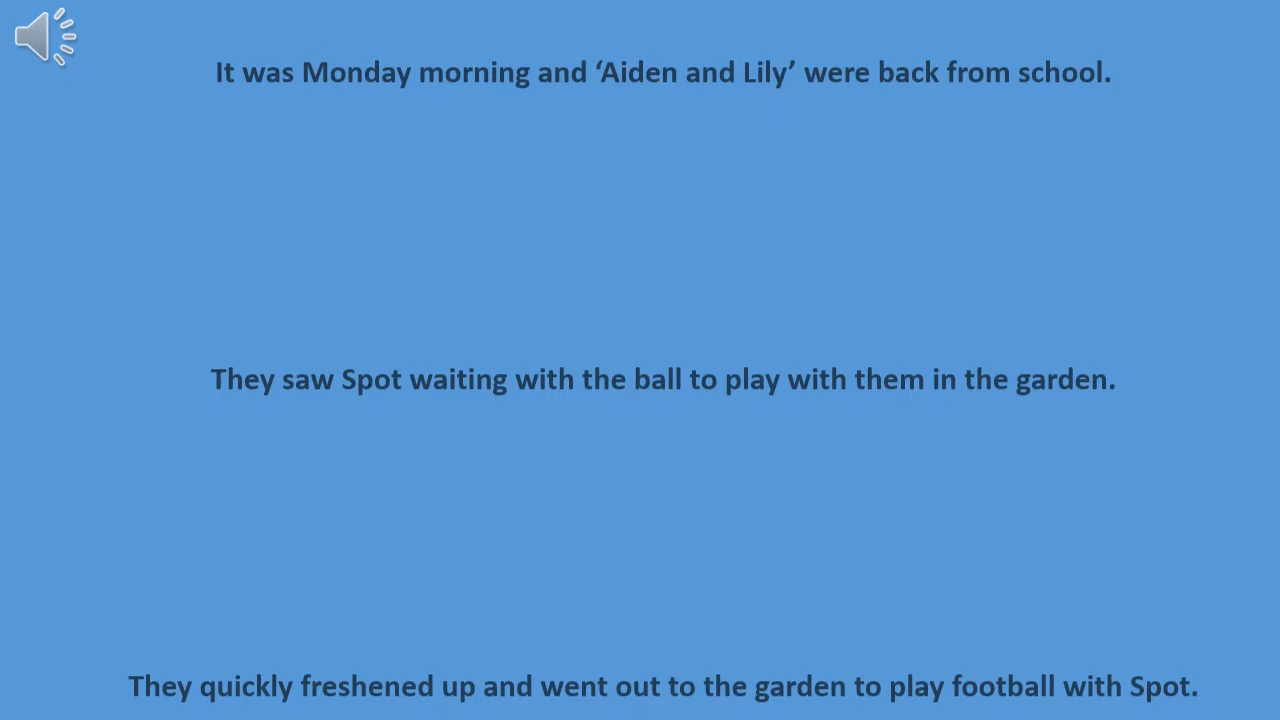 It was Monday morning and ‘Aiden and Lily’ were back from school.
They saw Spot waiting with the ball to play with them in the garden.
They quickly freshened up and went out to the garden to play football with Spot.